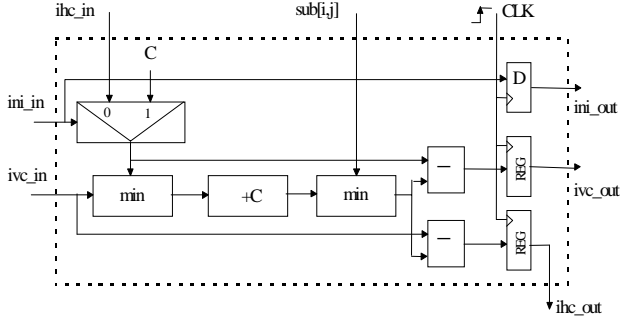 ihc_in
sub[i,j]
CLK
C
D
ini_in
0
1
ini_out
ivc_in
min
+C
min
REG
ivc_out
REG
ihc_out